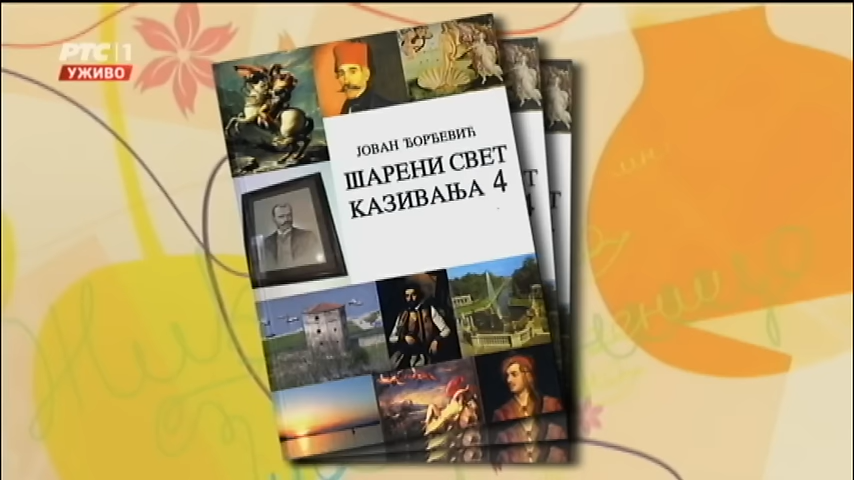 РТС|1
УЖИВО
ЈОВАН ЂОРЂЕВИЋ
ШАРЕНИ СВЕТ
КАЗИВАЊА 4